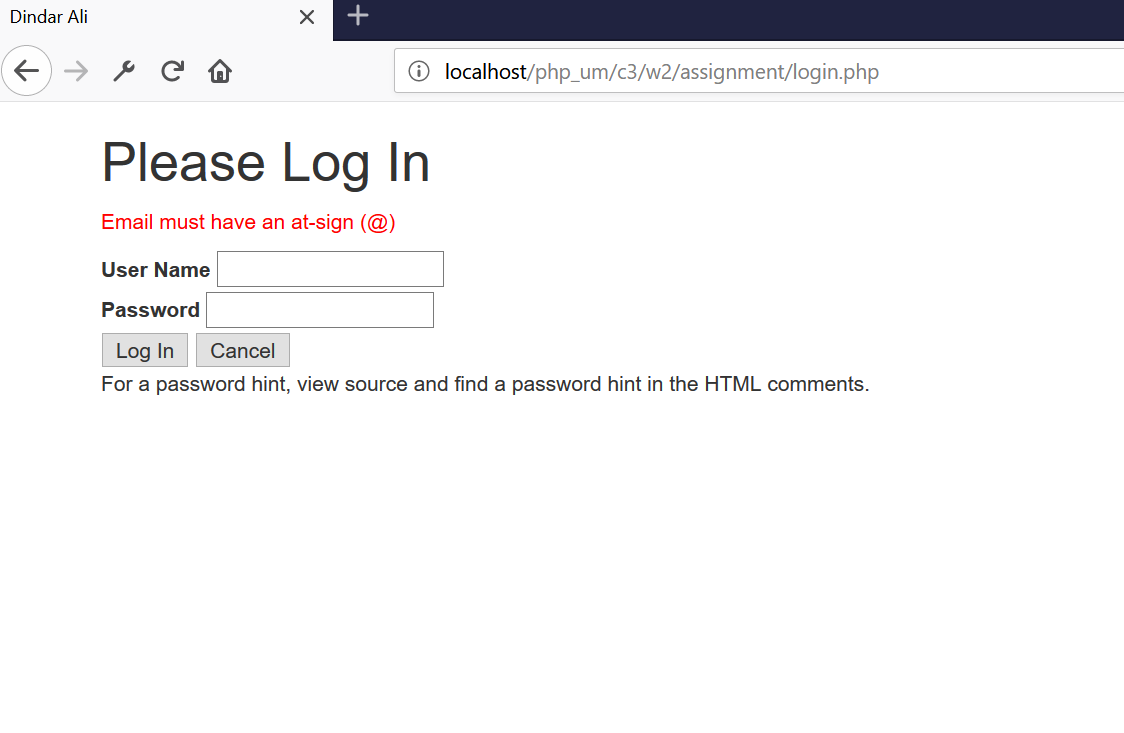 Dindar Ali
localhost/php_um/c3/w2/assignment/login.php
Please Log In
Email must have an at-sign (@)
User Name
Password
Log In Cancel
For a password hint, view source and find a password hint in the HTML comments.